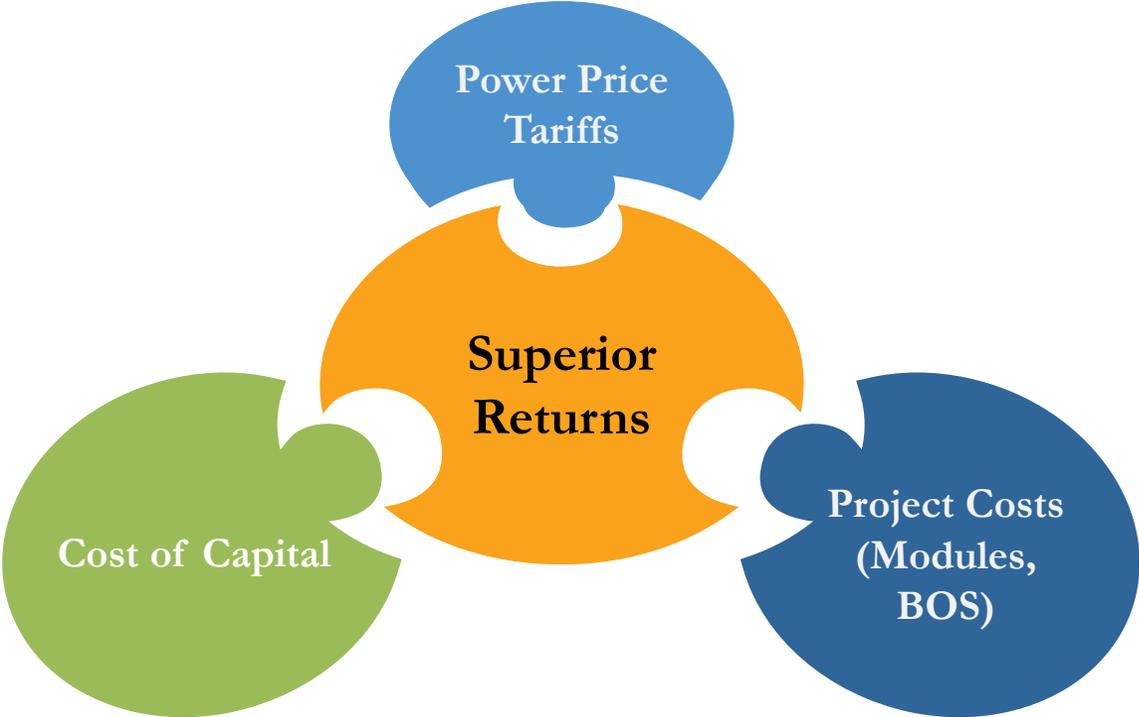 Power Price
Tariffs
Superior
Returns
Cost of Capital
Project Costs
(Modules,
BOS)